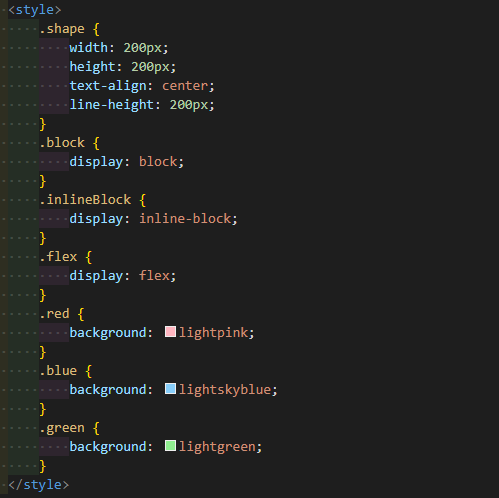 <style>
    .shape {
        width: 200px;
        height: 200px;
        text-align: center;
        line-height: 200px;
    }
    .block {
        display: block;
    }
    .inlineBlock {
        display: inline-block;
    }
    .flex {
        display: flex;
    }
    .red {
        background: lightpink;
    }
    .blue {
        background: lightskyblue;
    }
    .green {
        background: lightgreen;
    }
</style>